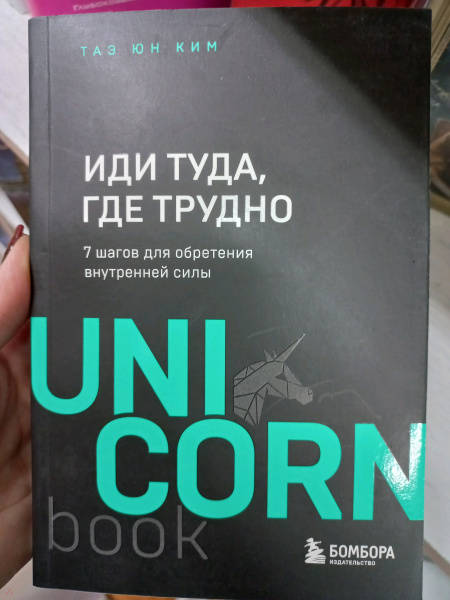 ТАЭ ЮН КИМ
ИДИ ТУДА,
ГДЕ ТРУДНО
7 шагов для обретения
внутренней силы
UNI
CORN
book
БОМБОРА
ИЗДАТЕЛЬСТВО